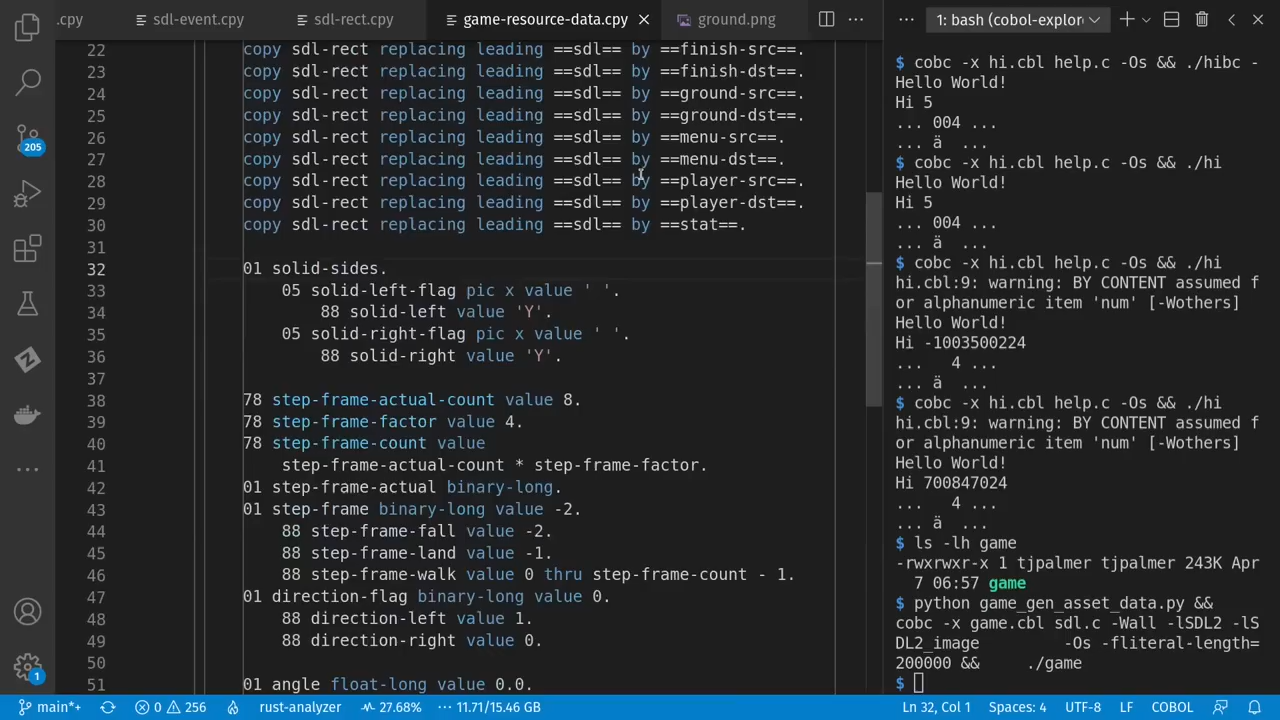 .cpy
sdl-event.cpy
sdl-rect.cpy
game-resource-data.cpy
ground.png
1: bash (cobol-explor
205
1
22 copy sdl-rect replacing leading ==sdl== by ==finish-src==.
23 copy sdl-rect replacing leading ==sdl== by ==finish-dst==.
24 copy sdl-rect replacing leading ==sdl== by ==ground-src==.
25 copy sdl-rect replacing leading ==sdl== by ==ground-dst==.
26 copy sdl-rect replacing leading ==sdl== by ==menu-src==.
27 copy sdl-rect replacing leading ==sdl== by ==menu-dst==.
28 copy sdl-rect replacing leading ==sdl== by ==player-src==.
29 copy sdl-rect replacing leading ==sdl== by ==player-dst==.
30 copy sdl-rect replacing leading ==sdl== by ==stat==.
31
32 01 solid-sides.
33 05 solid-left-flag pic x value ' '.
34 88 solid-left value 'Y'.
35 05 solid-right-flag pic x value ' '.
36 88 solid-right value 'Y'.
37
38 78 step-frame-actual-count value 8.
39 78 step-frame-factor value 4.
40 78 step-frame-count value
41 step-frame-actual-count * step-frame-factor.
42 01 step-frame-actual binary-long.
43 01 step-frame binary-long value -2.
44 88 step-frame-fall value -2.
45 88 step-frame-land value -1.
46 88 step-frame-walk value 0 thru step-frame-count - 1.
47 01 direction-flag binary-long value 0.
48 88 direction-left value 1.
49 88 direction-right value 0.
50
51 01 angle float-long value 0.0.
$ cobc -x hi.cbl help.c -Os && ./hibc -
Hello World!
Hi 5
... 004 ...
... ä  ...
$ cobc -x hi.cbl help.c -Os && ./hi
Hello World!
Hi 5
... 004 ...
... ä  ...
$ cobc -x hi.cbl help.c -Os && ./hi
hi.cbl:9: warning: BY CONTENT assumed f
or alphanumeric item 'num' [-Wothers]
Hello World!
Hi -1003500224
...   4 ...
... ä  ...
$ cobc -x hi.cbl help.c -Os && ./hi
hi.cbl:9: warning: BY CONTENT assumed f
or alphanumeric item 'num' [-Wothers]
Hello World!
Hi 700847024
...   4 ...
... ä  ...
$ ls -lh game
-rwxrwxr-x 1 tjpalmer tjpalmer 243K Apr
7 06:57 game
$ python game_gen_asset_data.py &&
cobc -x game.cbl sdl.c -Wall -lSDL2 -lS
DL2_image      -Os -fliteral-length=
200000 &&     ./game
$
main*+
0
256
rust-analyzer
27.68%
11.71/15.46 GB
Ln 32, Col 1
Spaces: 4
UTF-8
LF
COBOL